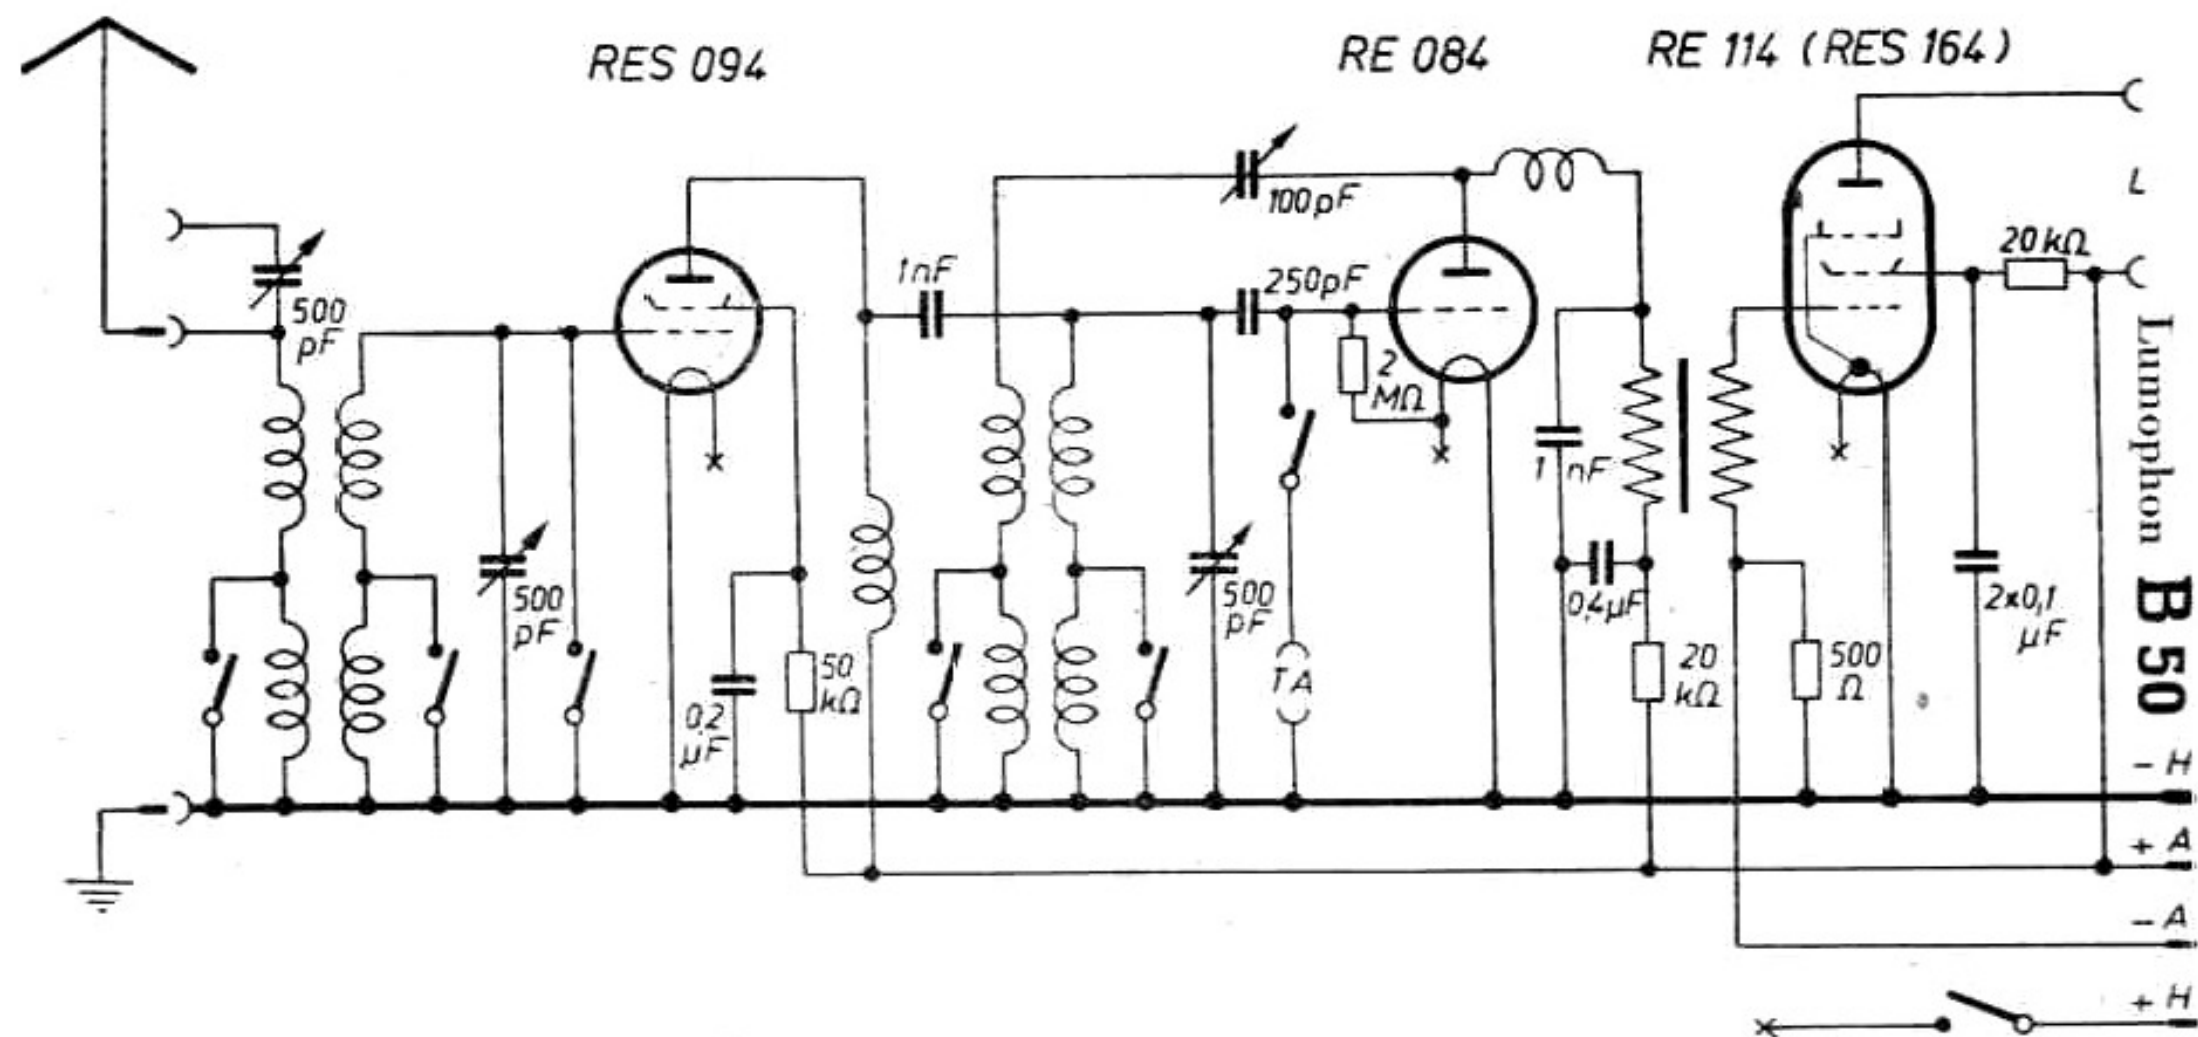 RES 094
RE 084
RE 114 (RES 164)
L
100pF
20kΩ
1nF
250pF
500
pF
2
MΩ
1 nF
500
pF
500
pF
0,4µF
2x0,1
µF
50
kΩ
0,2
µF
TA
20
kΩ
500
Ω
Lumophon B 50
- H
+ A
- A
+ H